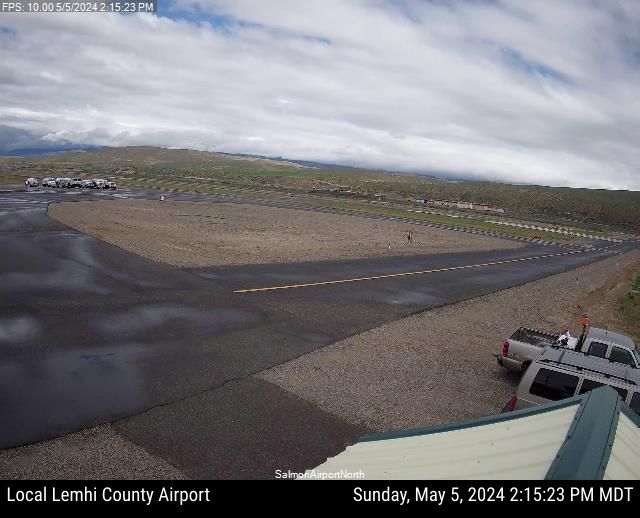 FPS: 10.00 5/5/2024 2:15:23 PM
SalmonAirportNorth
Local Lemhi County Airport
Sunday, May 5, 2024 2:15:23 PM MDT